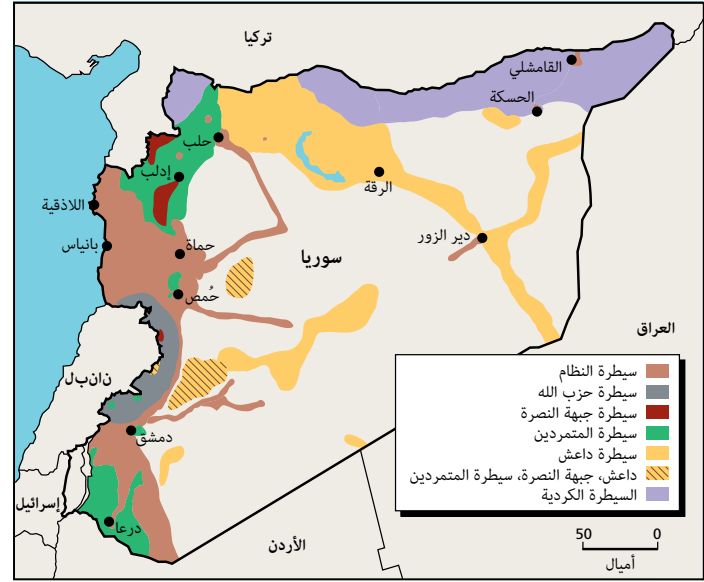 تركيا
القامشلي
الحسكة
حلب
إدلب
الرقة
اللاذقية
بانياس
حماة
دير الزور
سوريا
حُمص
العراق
نانبل
دمشق
إسرائيل
درعا
الأردن
سيطرة النظام
سيطرة حزب الله
سيطرة جبهة النصرة
سيطرة المتمردين
سيطرة داعش
داعش، جبهة النصرة، سيطرة المتمردين
السيطرة الكردية
50 0
أميال